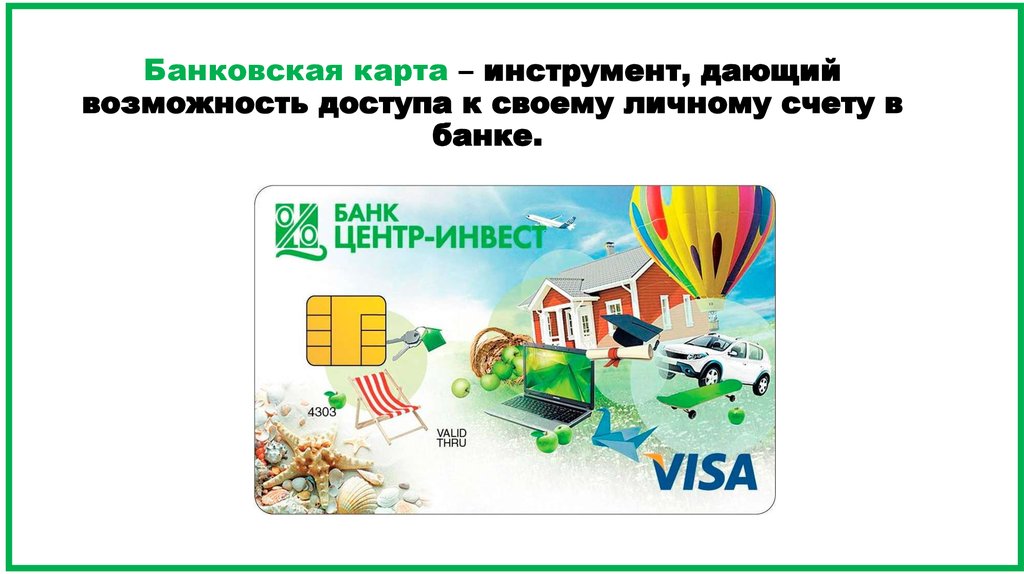 Банковская карта – инструмент, дающий
возможность доступа к своему личному счету в
банке.
БАНК
ЦЕНТР-ИНВЕСТ
4303
VALID
THRU
VISA